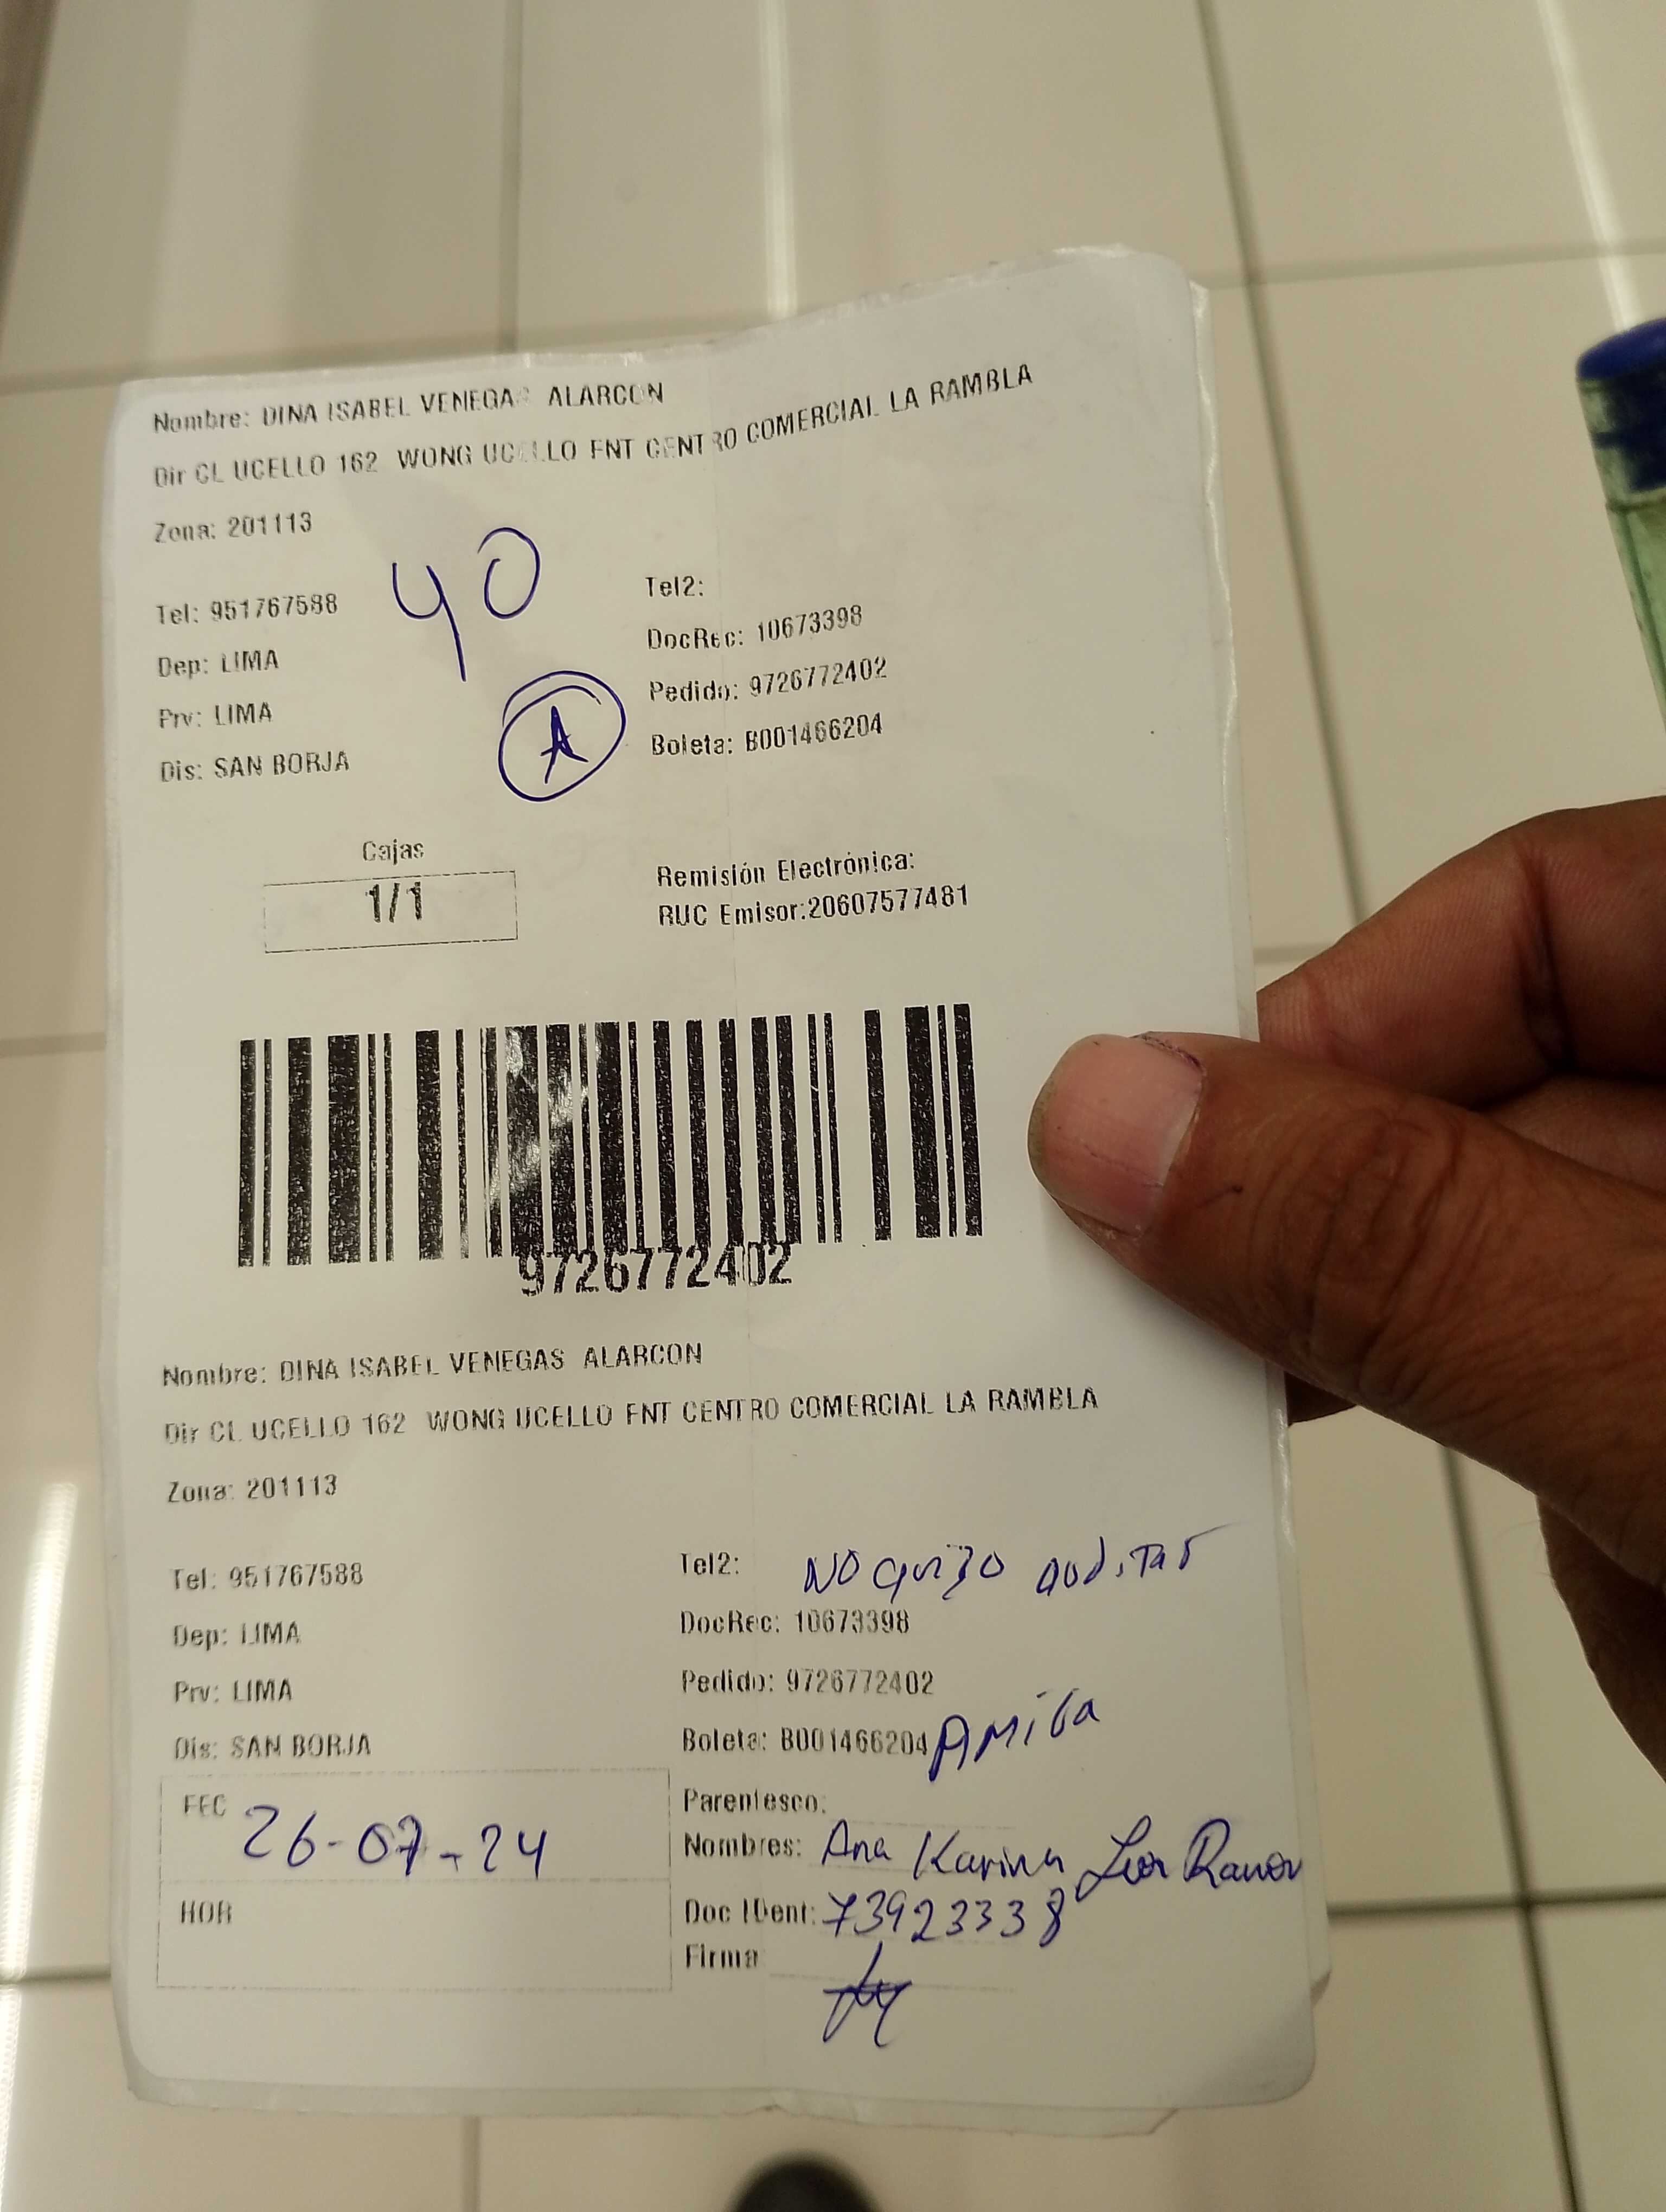 Nombre: DINA ISABEL VENEGAS ALARCON
Dir CL UCELLO 162 WONG UCELLO FNT CENTRO COMERCIAL LA RAMBLA
Zona: 201113
40
Tel: 951767588
Tel2:
Dep: LIMA
DocRec: 10673398
Prv: LIMA
Pedido: 9726772402
Dis: SAN BORJA
A
Boleta: B001466204
Cajas
1/1
Remisión Electrónica:
RUC Emisor:20607577481
9726772402
Nombre: DINA ISABEL VENEGAS ALARCON
Dir CL UCELLO 162 WONG UCELLO FNT CENTRO COMERCIAL LA RAMBLA
Zona: 201113
Tel: 951767588
Tel2: NO quizo auditar
Dep: LIMA
DocRec: 10673398
Prv: LIMA
Pedido: 9726772402
Dis: SAN BORJA
Boleta: B001466204 AMiGa
FEC 26-07-24
Parentesco:
Nombres: Ana Karina
HOR
Doc IDent: 73923338
Firma